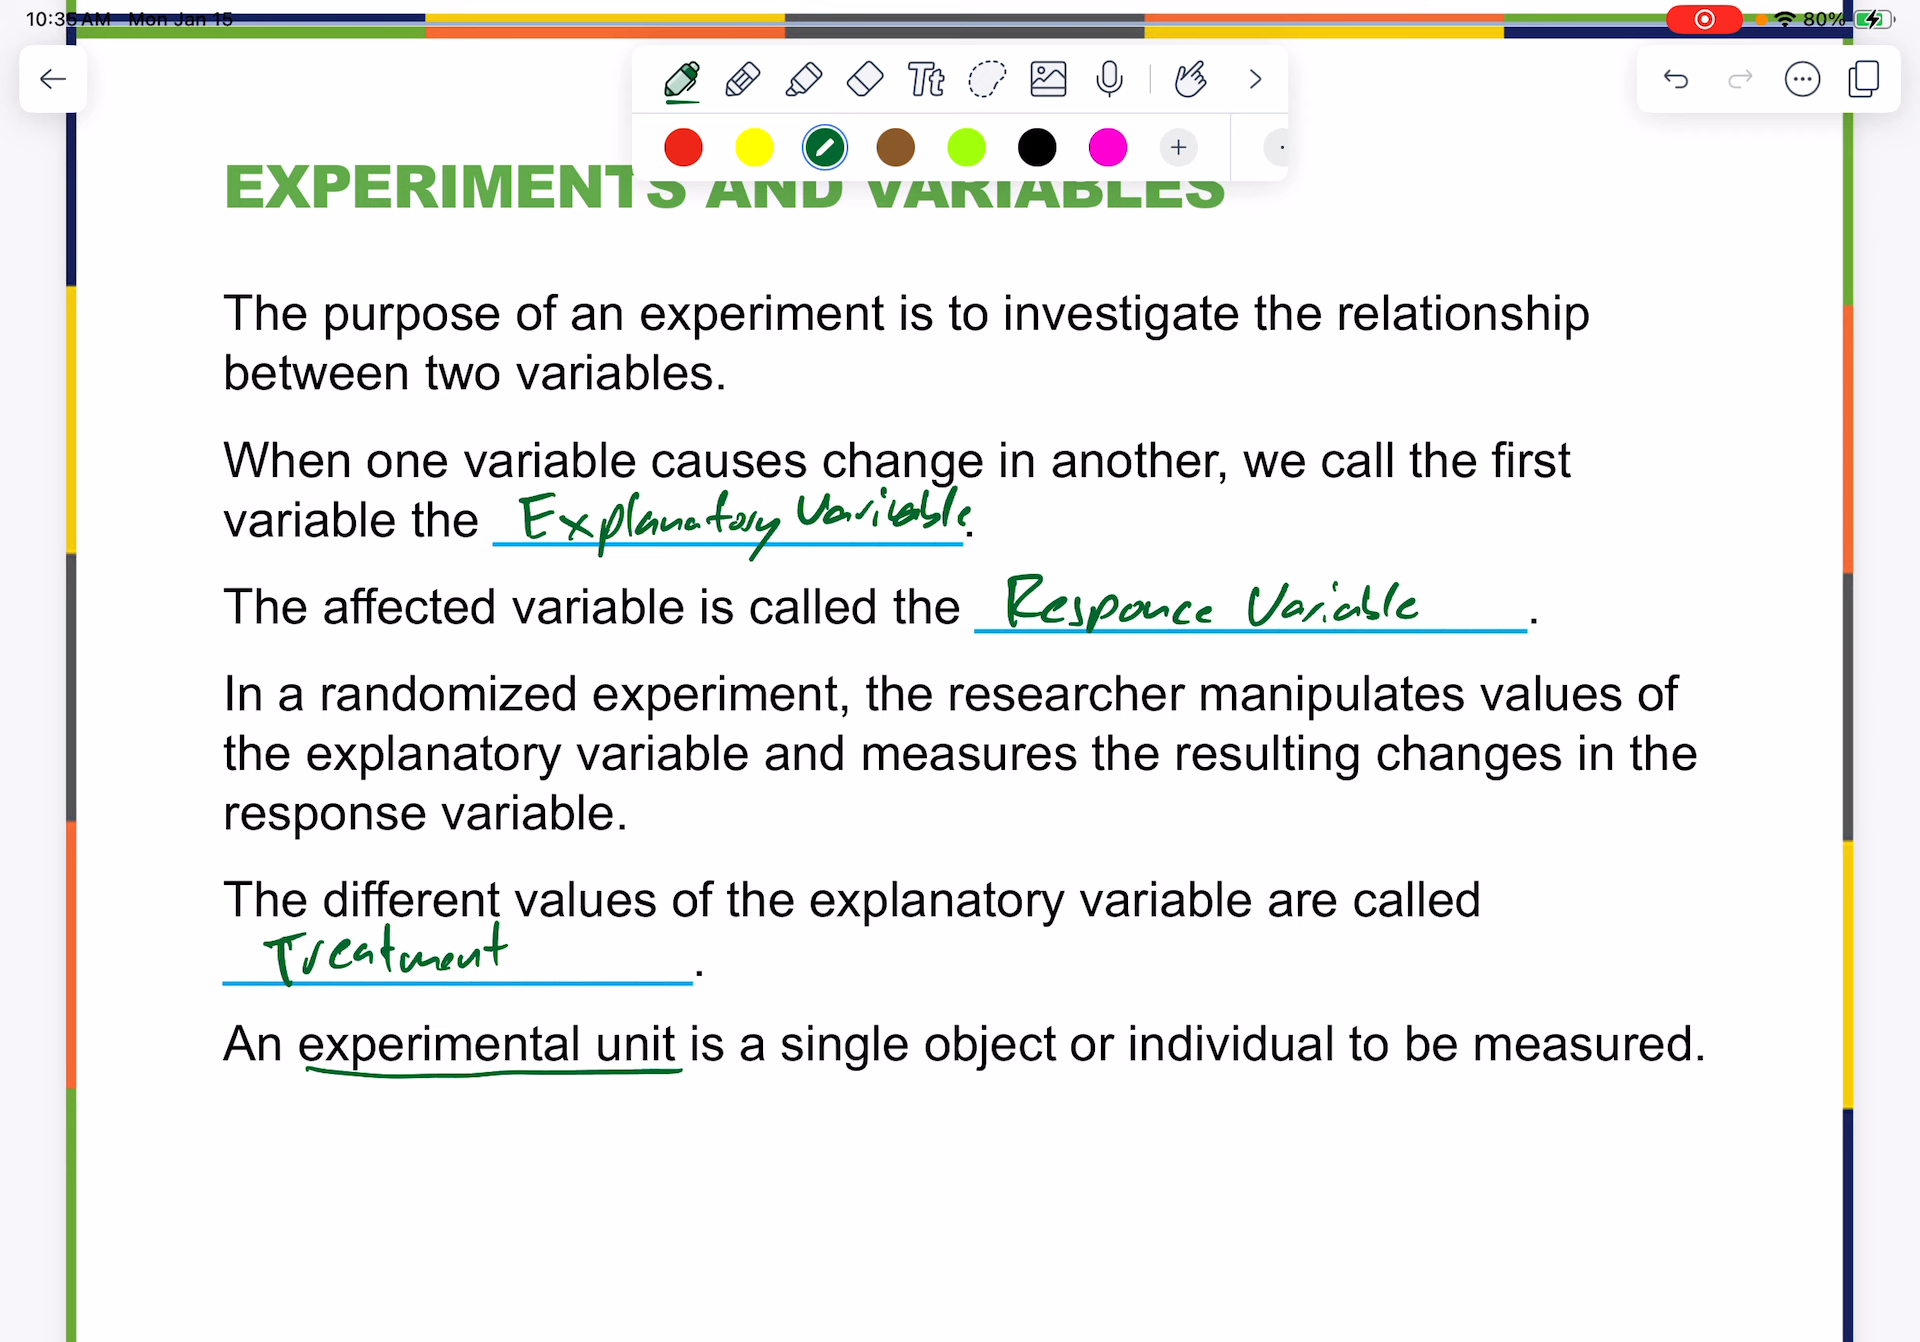 10:35 AM Mon Jan 15
80%
Tt
EXPERIMENTS AND VARIABLES
The purpose of an experiment is to investigate the relationship
between two variables.
When one variable causes change in another, we call the first
variable the Explanatory Variable.
The affected variable is called the Responce Variable.
In a randomized experiment, the researcher manipulates values of
the explanatory variable and measures the resulting changes in the
response variable.
The different values of the explanatory variable are called
Treatment.
An experimental unit is a single object or individual to be measured.